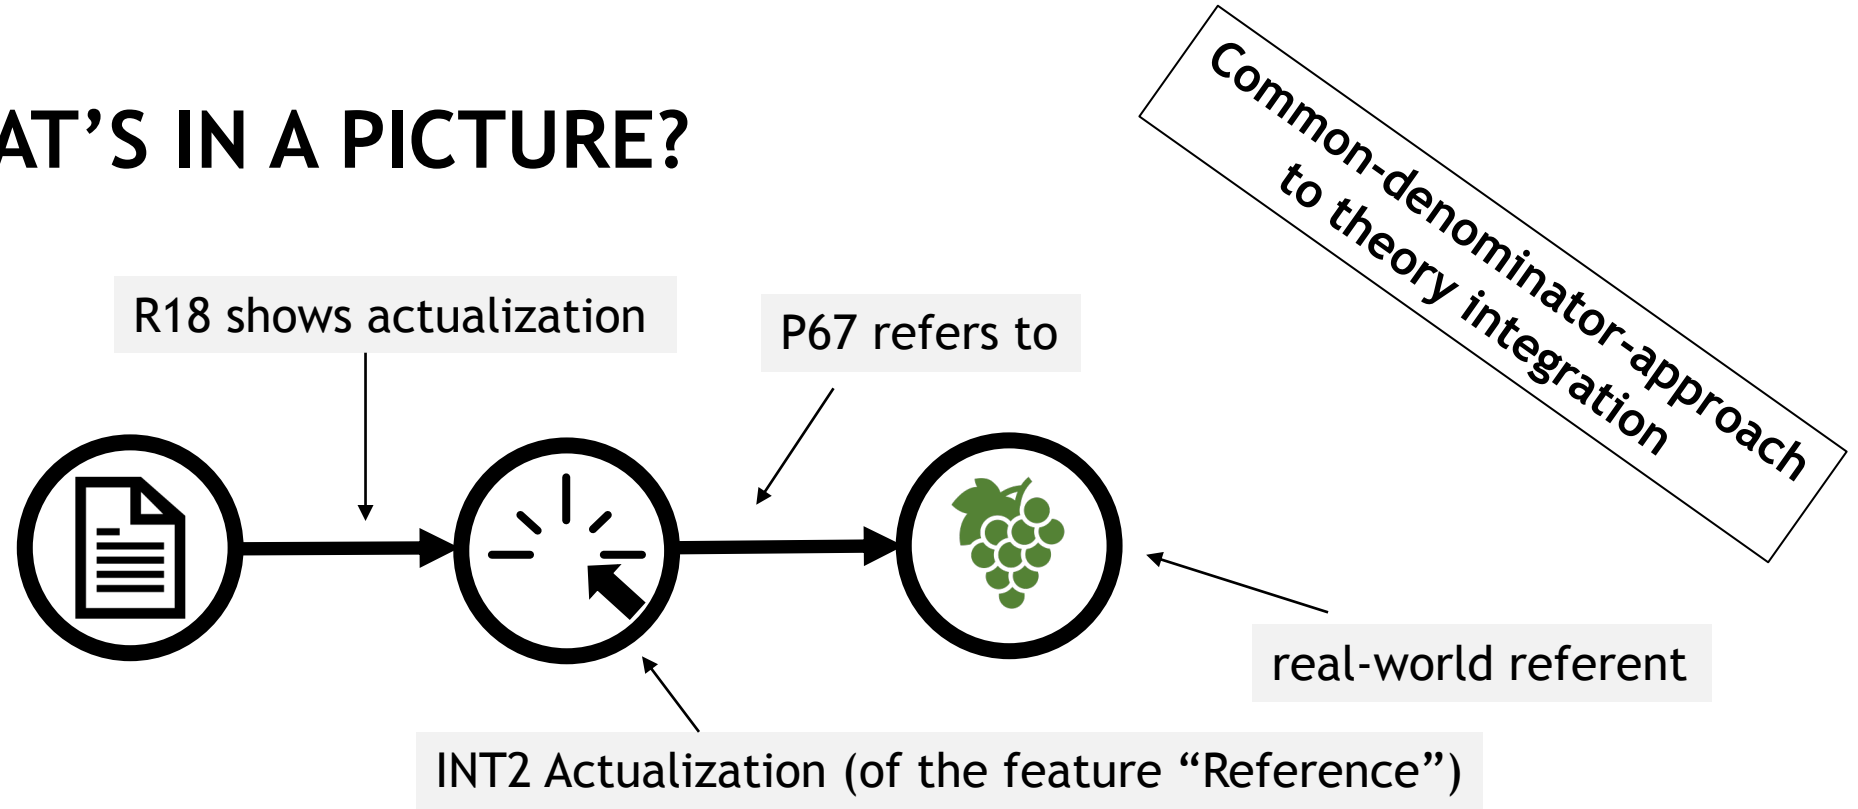 AT’S IN A PICTURE?
Common-denominator-approach
to theory integration
R18 shows actualization
P67 refers to
real-world referent
INT2 Actualization (of the feature “Reference”)